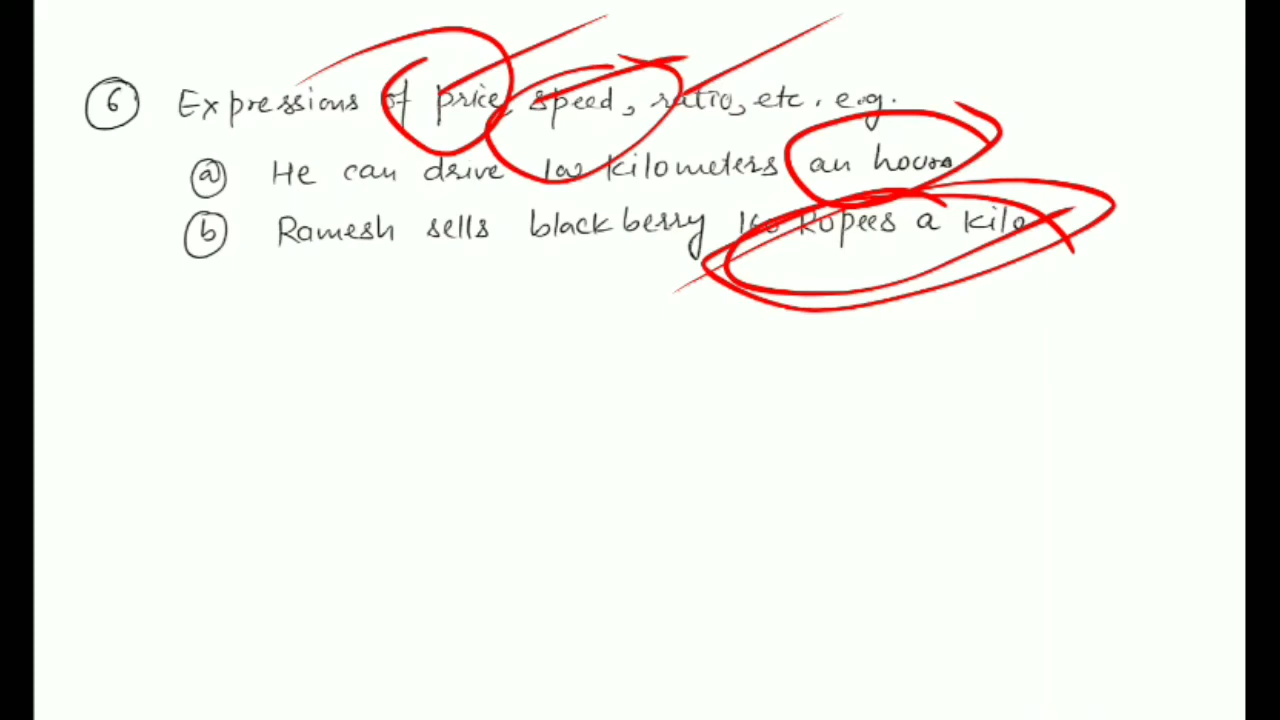 6 Expressions of price, speed, ratio, etc. e.g.
a He can drive 100 kilometers an hour
b Ramesh sells blackberry 160 Rupees a kilo